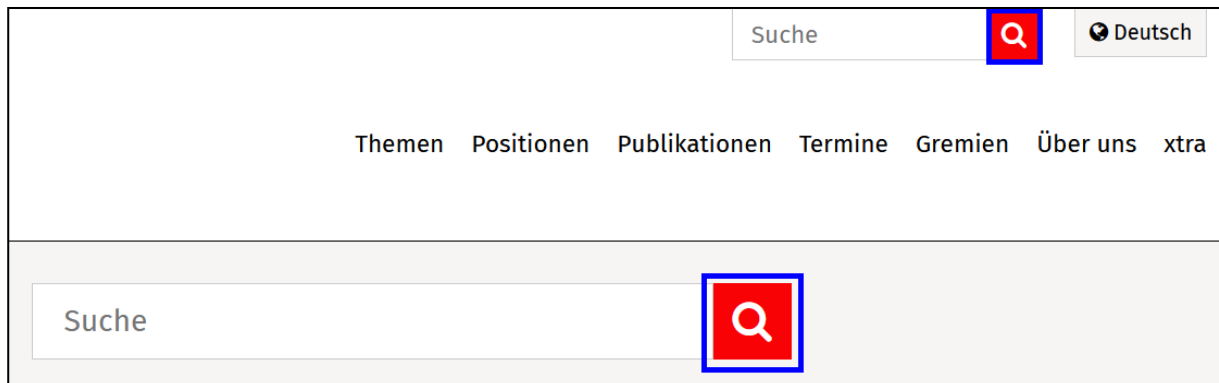 Suche Deutsch
Themen Positionen Publikationen Termine Gremien Über uns xtra
Suche